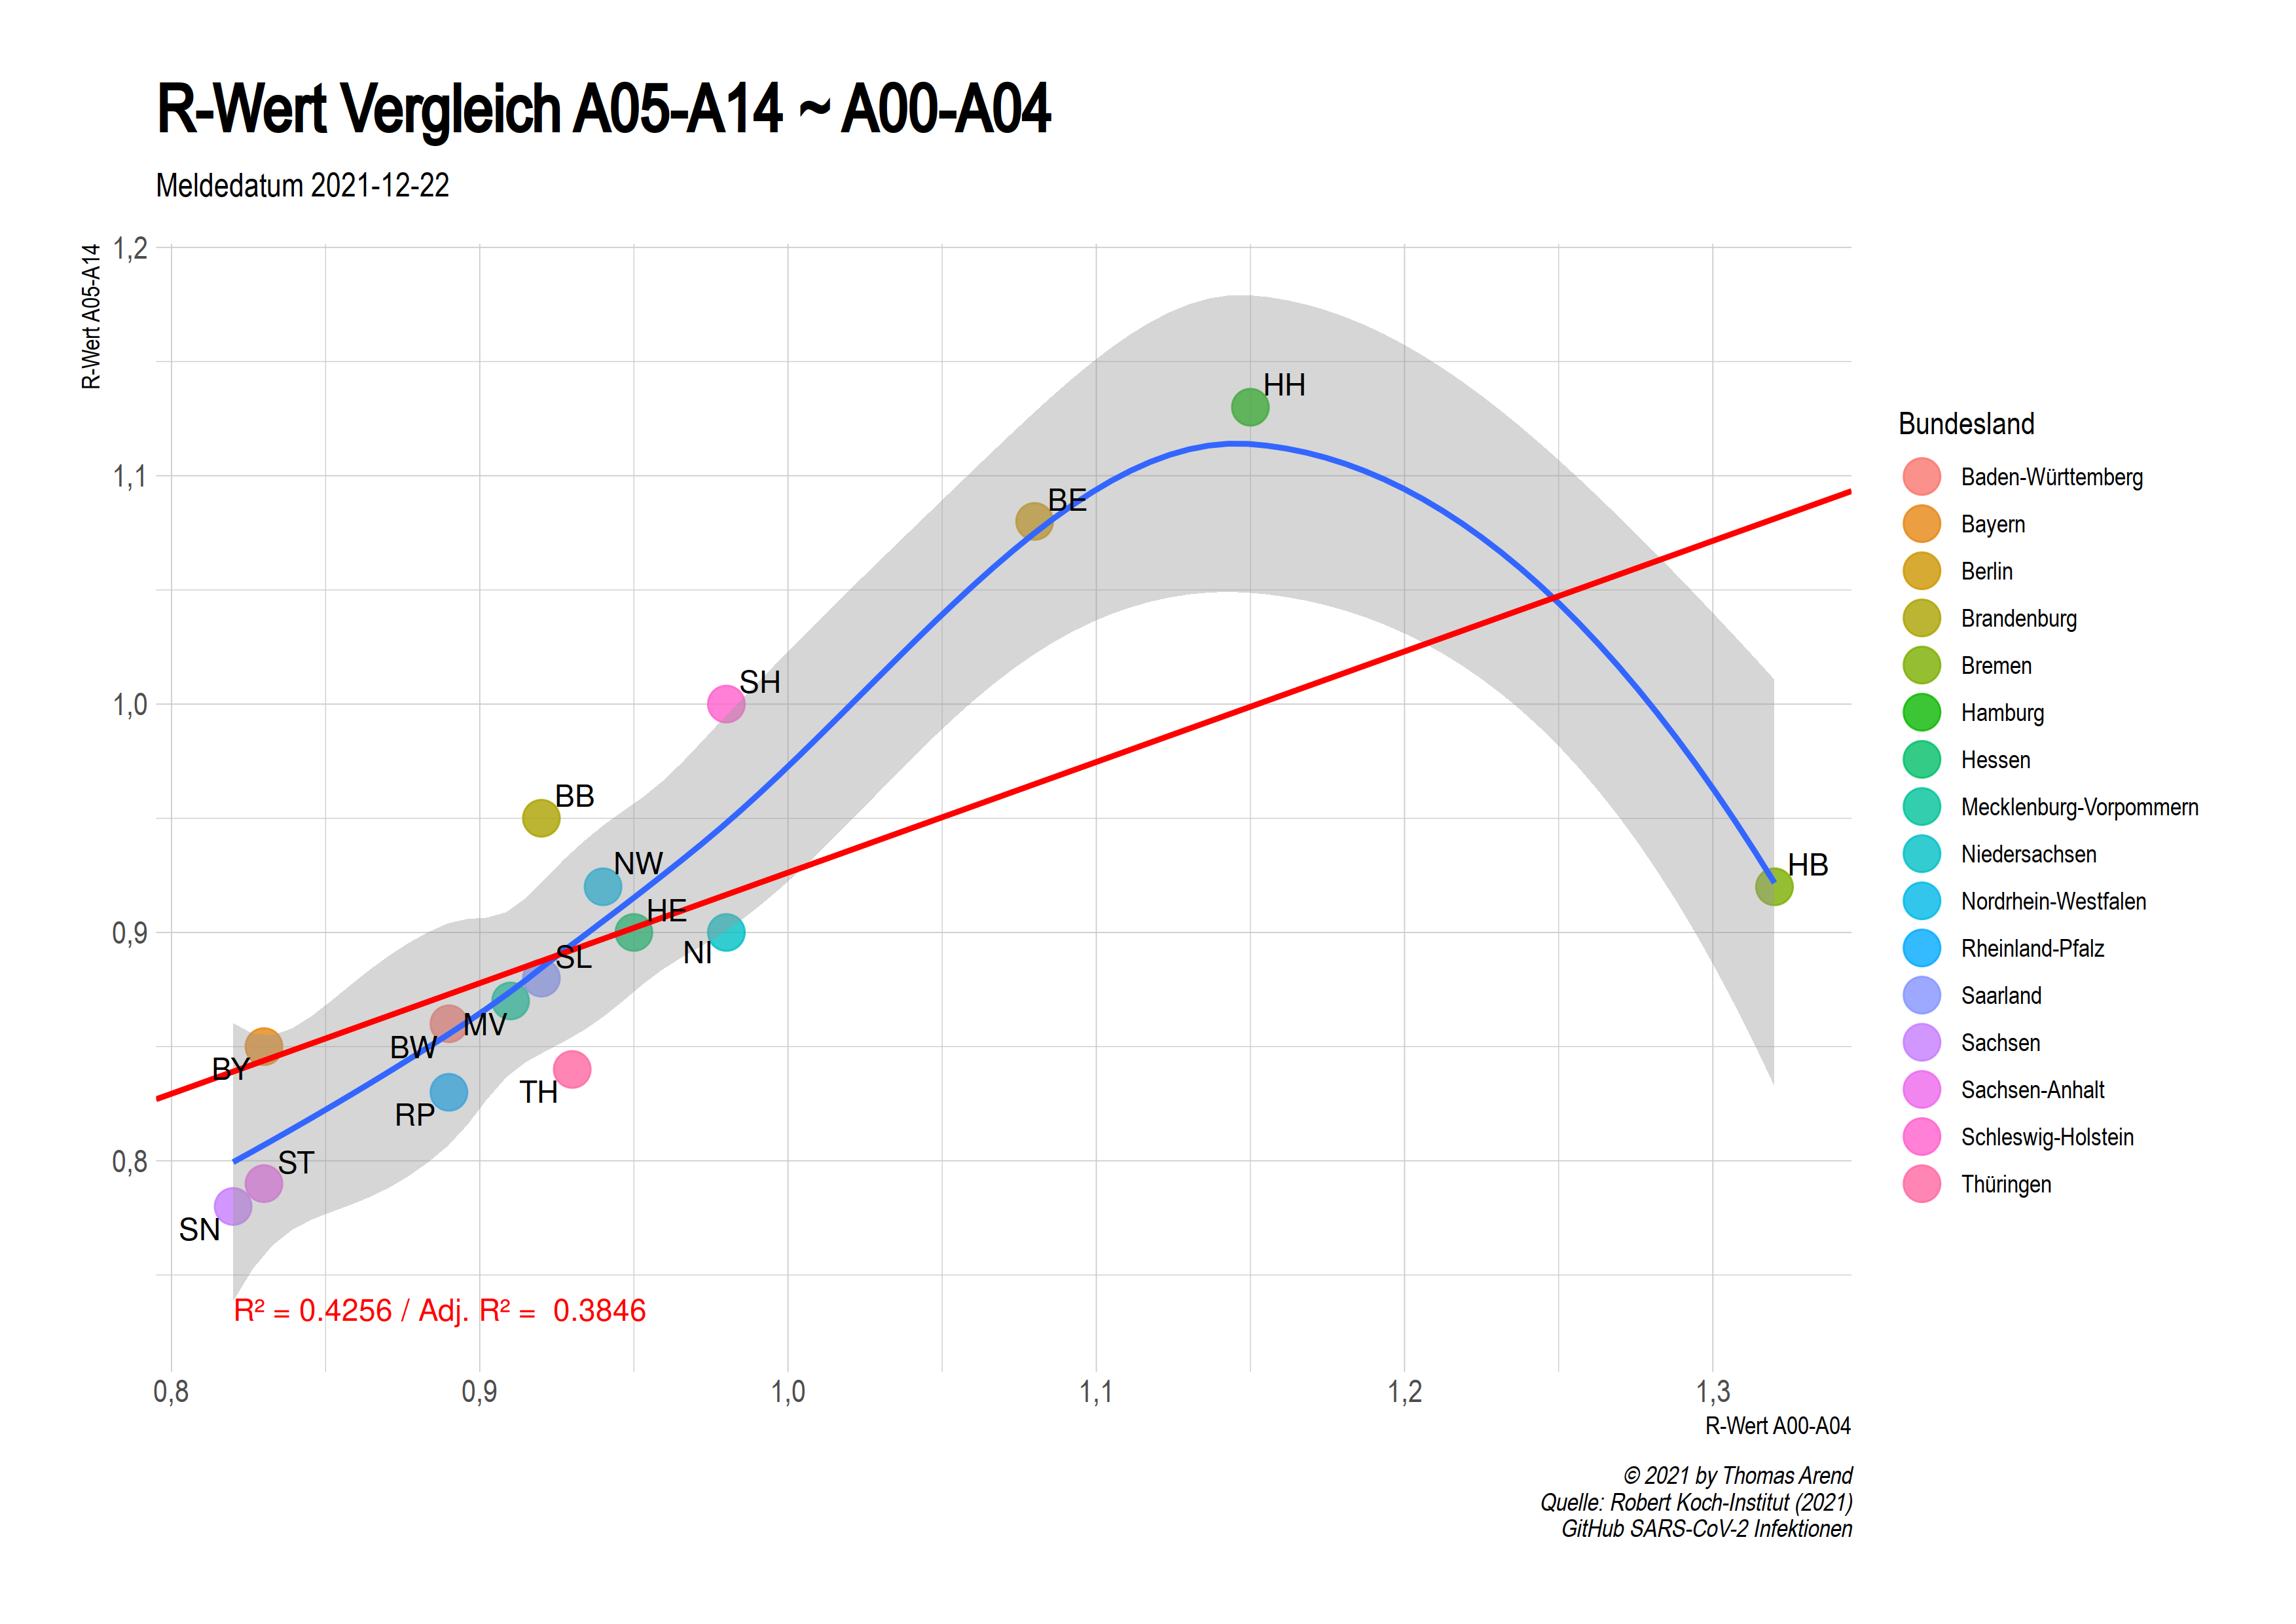 R-Wert Vergleich A05-A14 ~ A00-A04
Meldedatum 2021-12-22
R-Wert A05-A14
1,2
1,1
1,0
0,9
0,8
HH
BE
SH
BB
NW
HB
HE
NI
SL
MV
BW
BY
TH
RP
ST
SN
R² = 0.4256 / Adj. R² =  0.3846
0,8
0,9
1,0
1,1
1,2
1,3
R-Wert A00-A04
Bundesland
Baden-Württemberg
Bayern
Berlin
Brandenburg
Bremen
Hamburg
Hessen
Mecklenburg-Vorpommern
Niedersachsen
Nordrhein-Westfalen
Rheinland-Pfalz
Saarland
Sachsen
Sachsen-Anhalt
Schleswig-Holstein
Thüringen
© 2021 by Thomas Arend
Quelle: Robert Koch-Institut (2021)
GitHub SARS-CoV-2 Infektionen